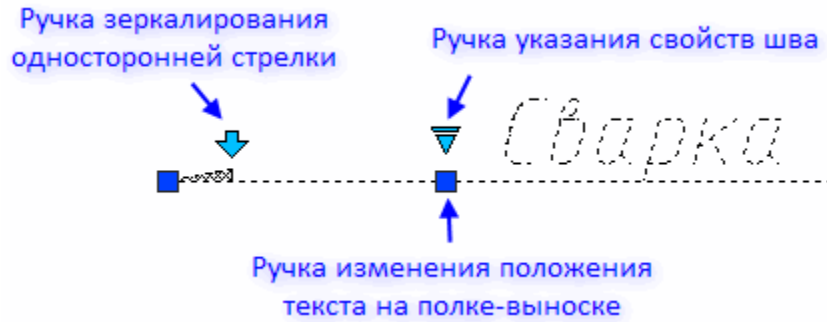 Ручка зеркалирования
односторонней стрелки
Ручка указания свойств шва
Сварка
Ручка изменения положения
текста на полке-выноске